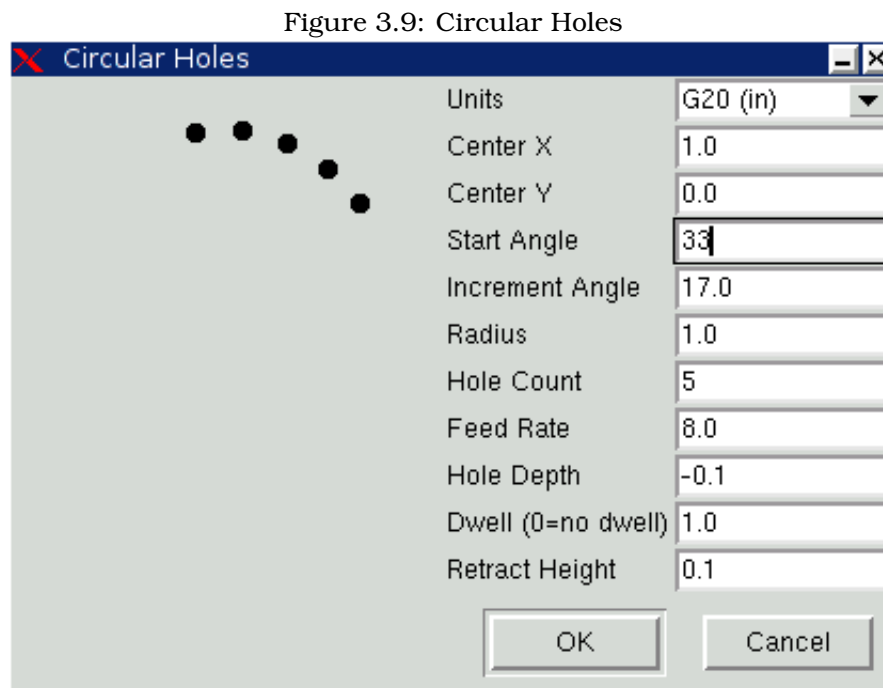 Figure 3.9: Circular Holes
Circular Holes
Units G20 (in)
Center X 1.0
Center Y 0.0
Start Angle 33
Increment Angle 17.0
Radius 1.0
Hole Count 5
Feed Rate 8.0
Hole Depth -0.1
Dwell (0=no dwell) 1.0
Retract Height 0.1
OK Cancel